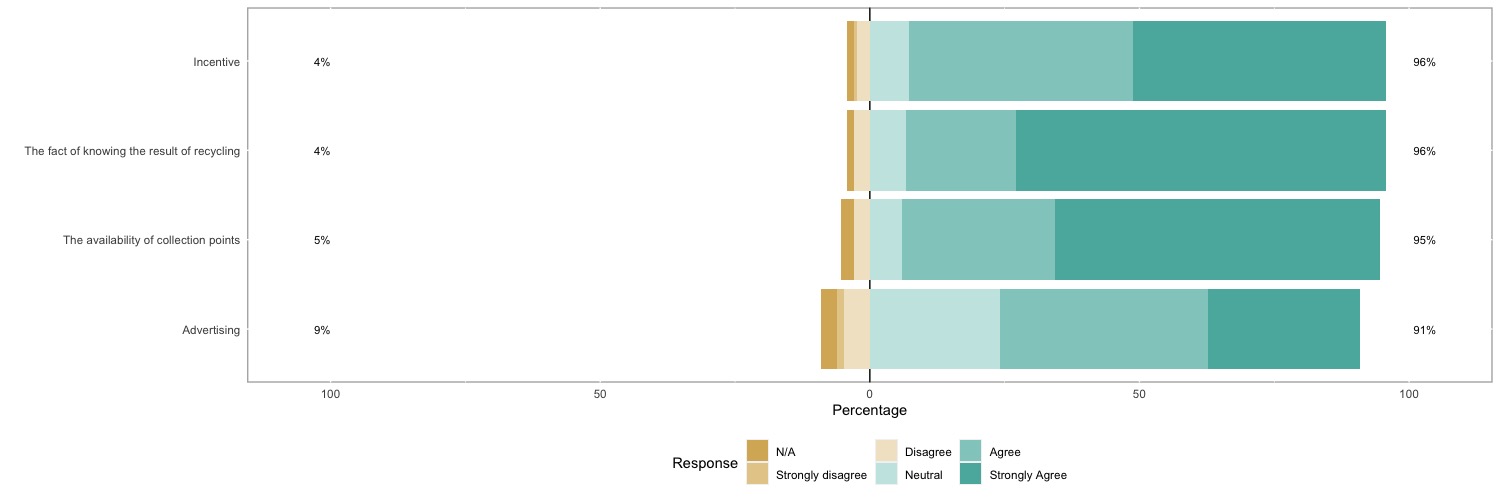 Incentive 4% 96%
The fact of knowing the result of recycling 4% 96%
The availability of collection points 5% 95%
Advertising 9% 91%
100 50 0 50 100
Percentage
Response
N/A Disagree Agree
Strongly disagree Neutral Strongly Agree